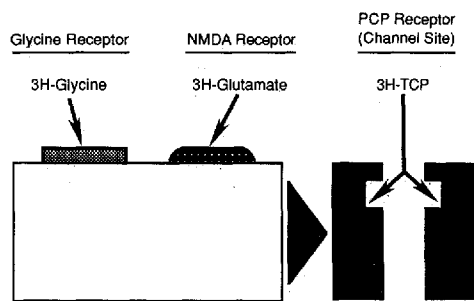 Glycine Receptor
NMDA Receptor
PCP Receptor
(Channel Site)
3H-Glycine
3H-Glutamate
3H-TCP